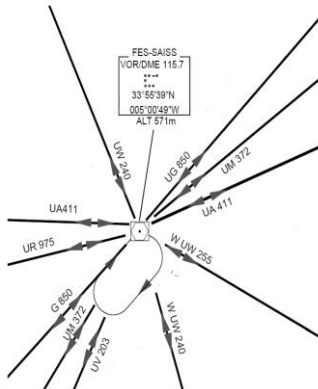 FES-SAISS
VOR/DME 115.7
33°55'39"N
005°00'49"W
ALT 571m
UW 240
UG 850
UM 372
UA 411
UA411
UR 975
W UW 255
G 850
UM 372
UV 203
W UW 240